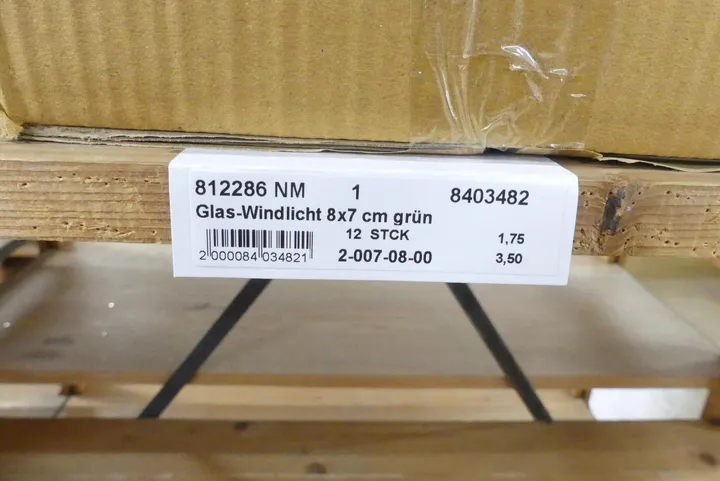 812286 NM 1 8403482
Glas-Windlicht 8x7 cm grün
12 STCK 1,75
2 000084 034821 2-007-08-00 3,50